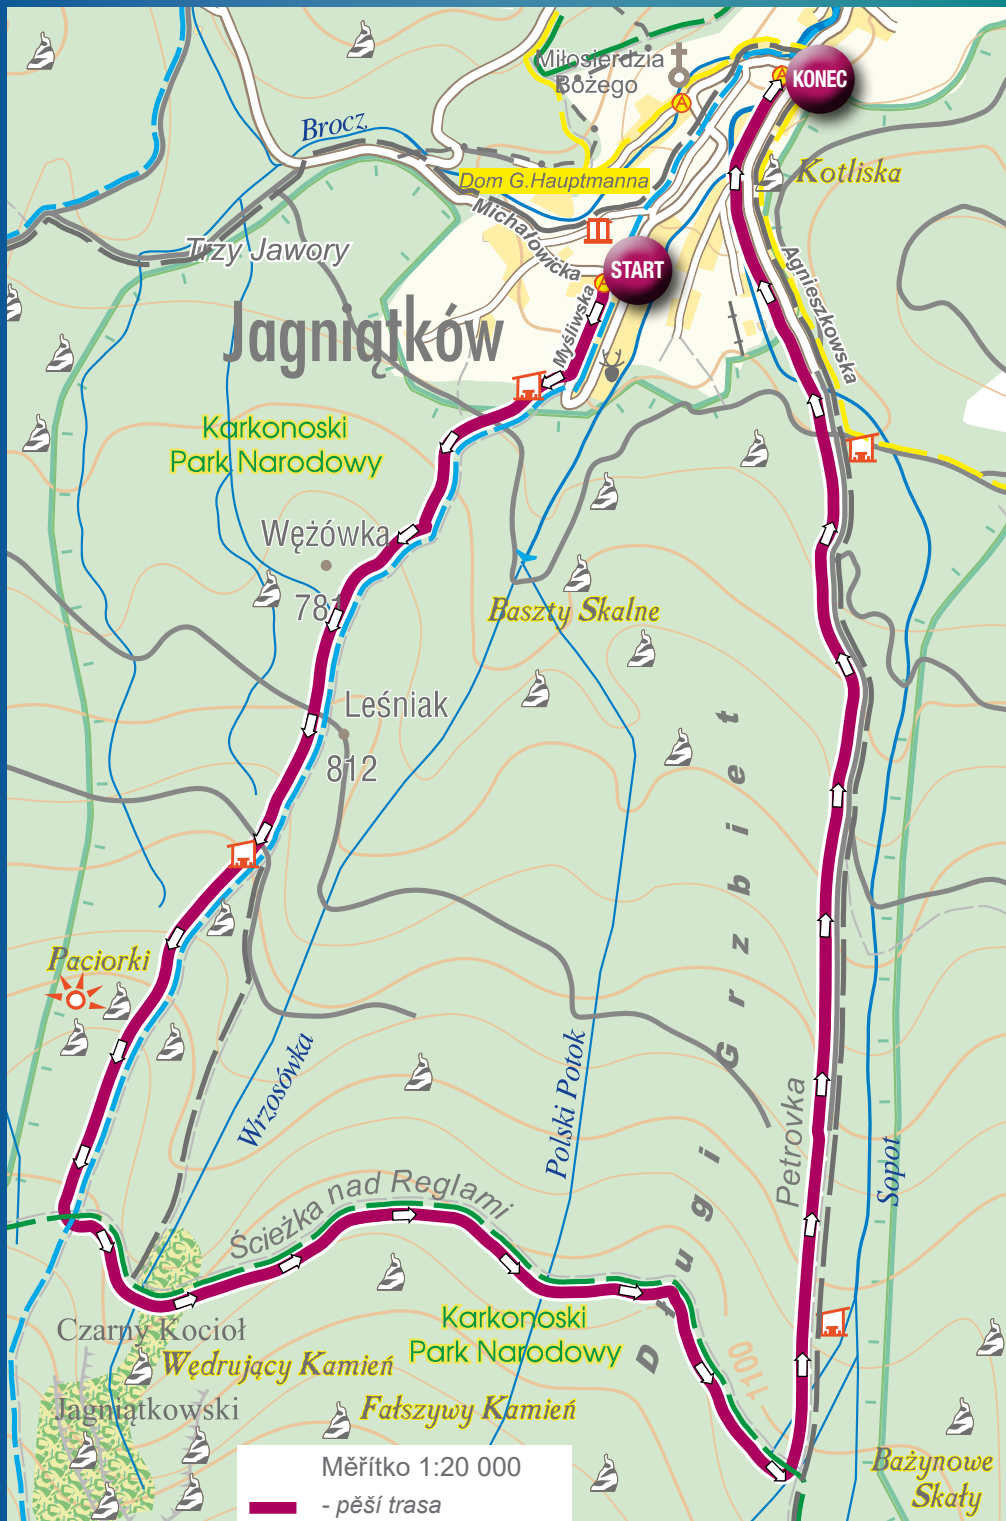 Miłosierdzia
Bożego
KONEC
Brocz
Kotliska
Dom G.Hauptmanna
Michałowicka
Trzy Jawory
START
Agnieszkowska
Myśliwska
Jagniątków
Karkonoski
Park Narodowy
Wężówka
781
Baszty Skalne
Leśniak
812
Długi Grzbiet
Paciorki
Wrzosówka
Polski Potok
Petrovka
Sopot
Ścieżka nad Reglami
Czarny Kocioł
Jagniątkowski
Karkonoski
Park Narodowy
Wędrujący Kamień
1100
Fałszywy Kamień
Bażynowe
Skały
Měřítko 1:20 000
- pěší trasa
A
A
A